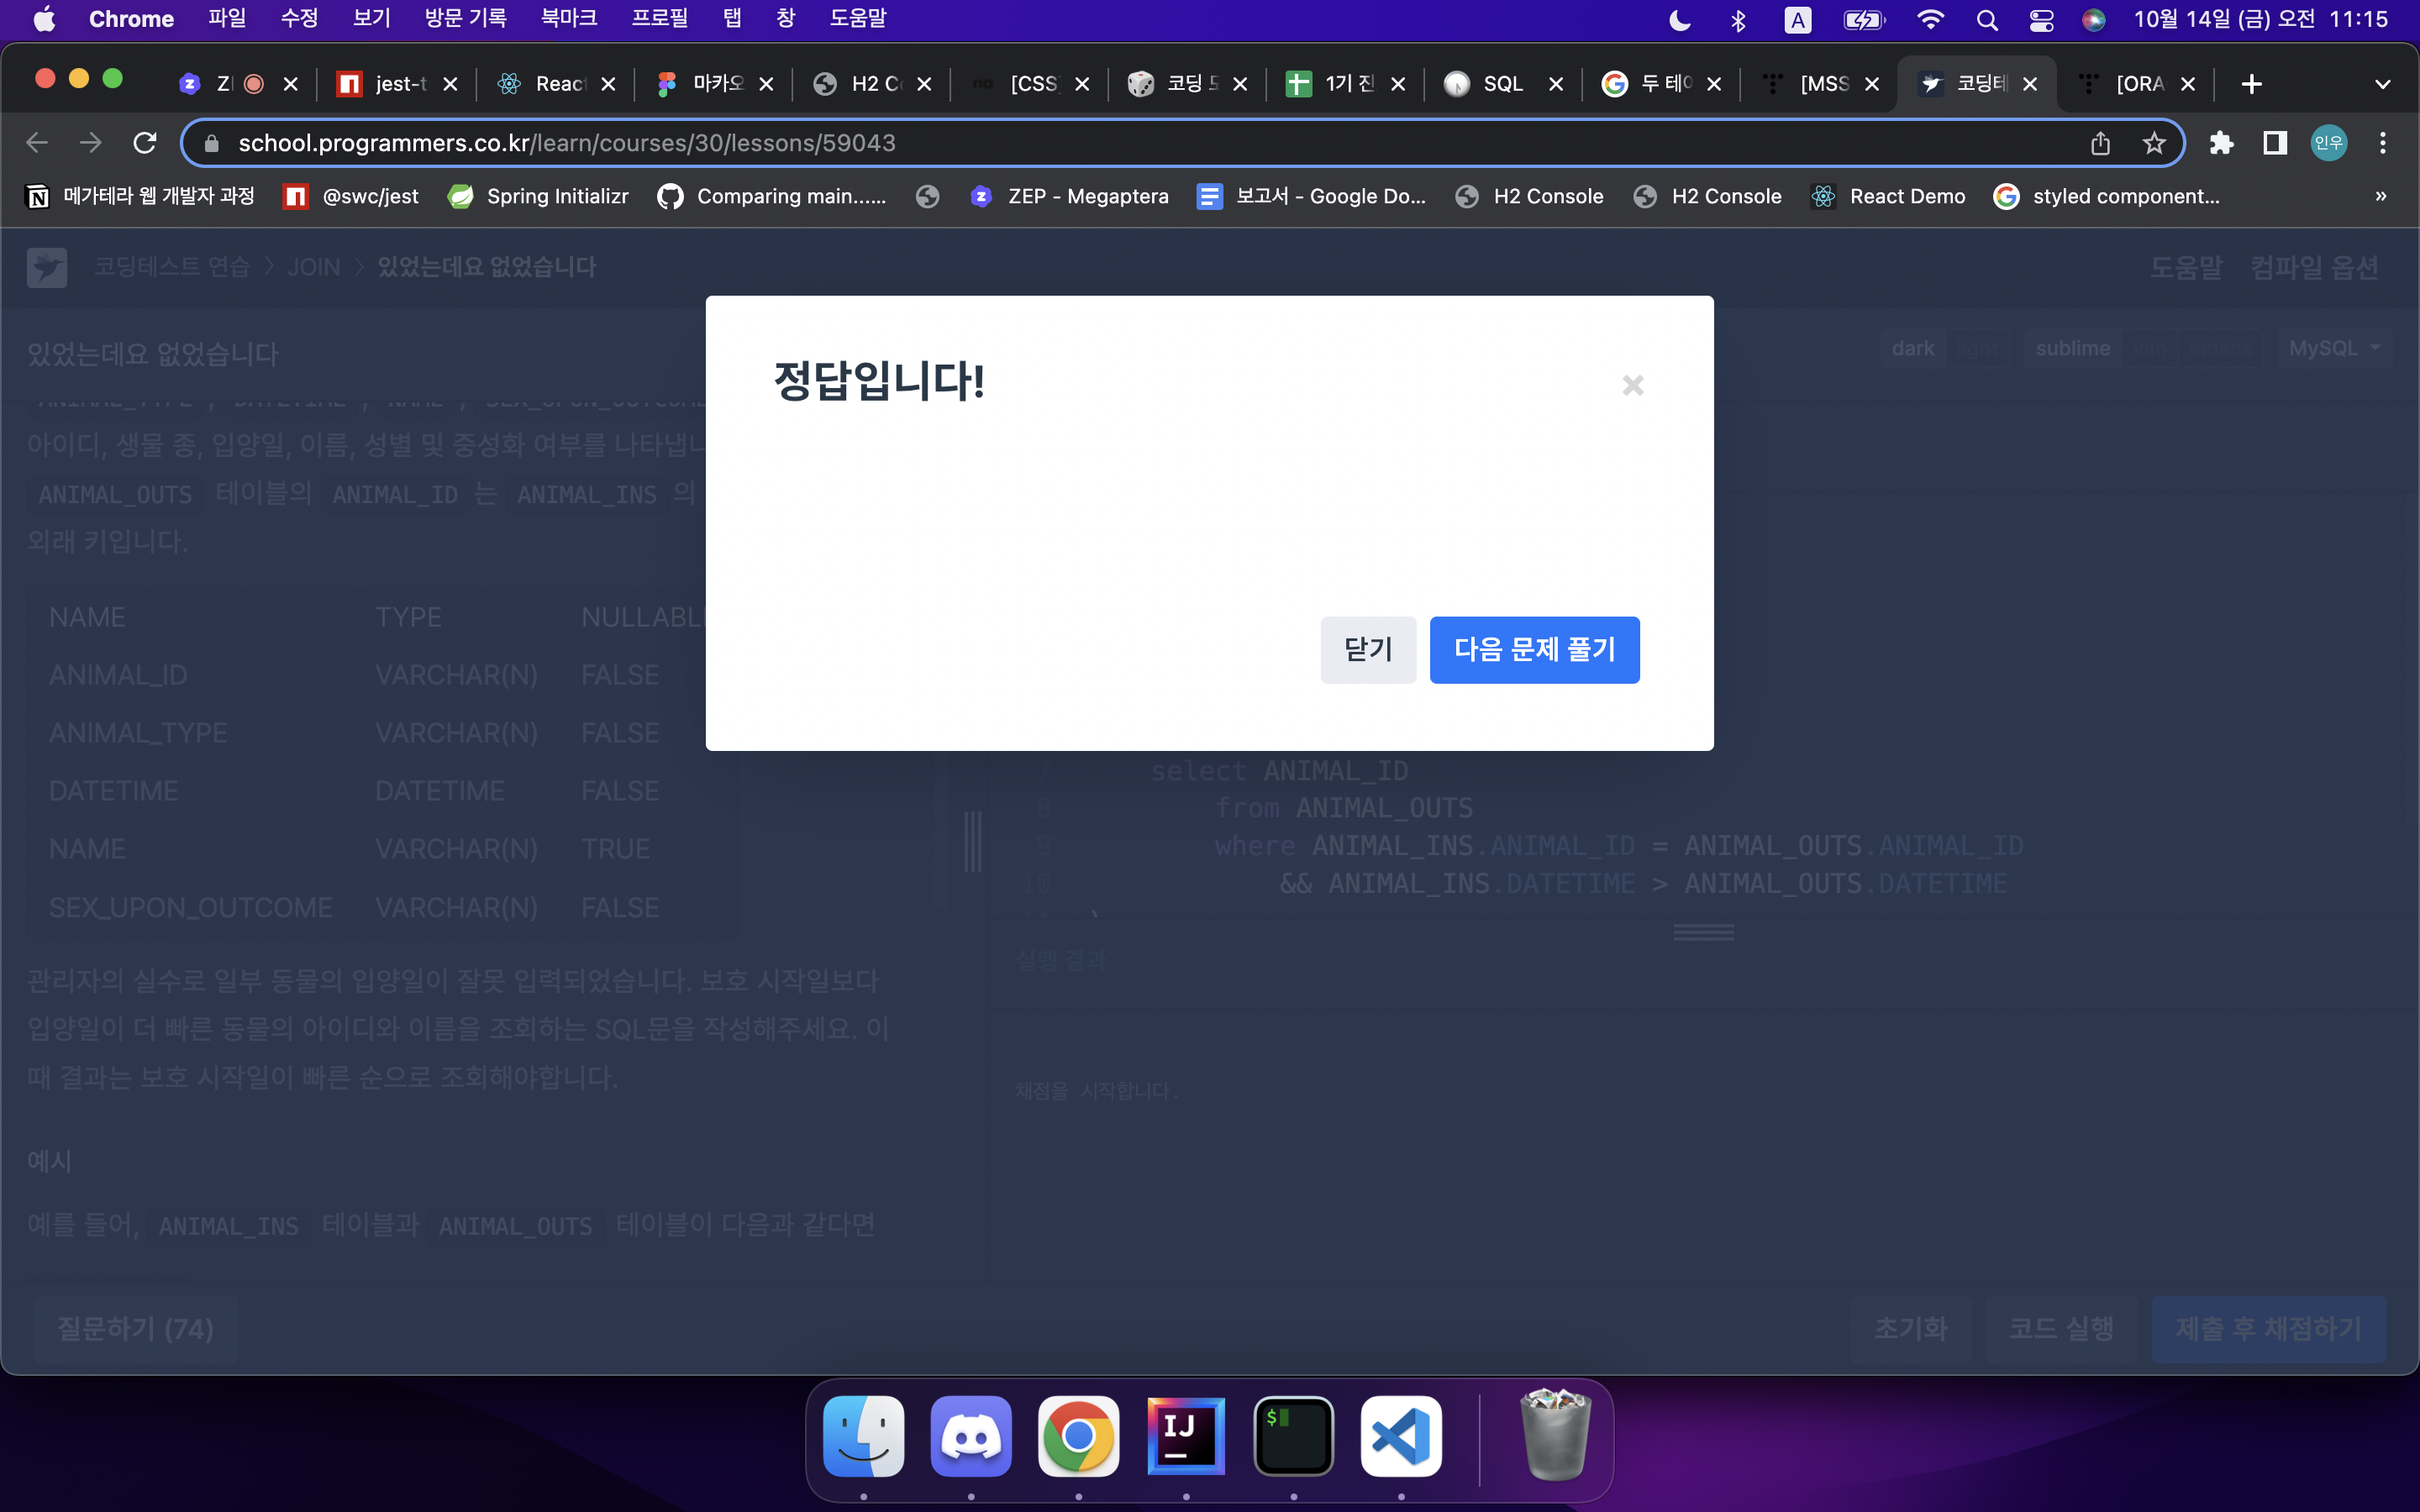 Chrome 파일 수정 보기 방문 기록 북마크 프로필 탭 창 도움말
A 10월 14일 (금) 오전 11:15
jest-t React 마카오 H2 Co [CSS] 1기 진 SQL 두 테이 [MSS 코딩테 [ORA
school.programmers.co.kr/learn/courses/30/lessons/59043 인우
메가테라 웹 개발자 과정 @swc/jest Spring Initializr Comparing main...... ZEP - Megaptera 보고서 - Google Do... H2 Console H2 Console React Demo styled component... »
코딩테스트 연습 > JOIN > 있었는데요 없었습니다 도움말 컴파일 옵션
있었는데요 없었습니다 dark light sublime vim emacs MySQL
아이디, 생물 종, 입양일, 이름, 성별 및 중성화 여부를 나타냅니
ANIMAL_OUTS 테이블의 ANIMAL_ID 는 ANIMAL_INS 의
외래 키입니다.
NAME TYPE NULLABL
ANIMAL_ID VARCHAR(N) FALSE
ANIMAL_TYPE VARCHAR(N) FALSE
DATETIME DATETIME FALSE
NAME VARCHAR(N) TRUE
SEX_UPON_OUTCOME VARCHAR(N) FALSE
관리자의 실수로 일부 동물의 입양일이 잘못 입력되었습니다. 보호 시작일보다
입양일이 더 빠른 동물의 아이디와 이름을 조회하는 SQL문을 작성해주세요. 이
때 결과는 보호 시작일이 빠른 순으로 조회해야합니다.
예시
예를 들어, ANIMAL_INS 테이블과 ANIMAL_OUTS 테이블이 다음과 같다면
정답입니다!
×
닫기 다음 문제 풀기
7 select ANIMAL_ID
8 from ANIMAL_OUTS
9 where ANIMAL_INS.ANIMAL_ID = ANIMAL_OUTS.ANIMAL_ID
10 && ANIMAL_INS.DATETIME > ANIMAL_OUTS.DATETIME
실행 결과
채점을 시작합니다.
질문하기 (74) 초기화 코드 실행 제출 후 채점하기
IJ
$